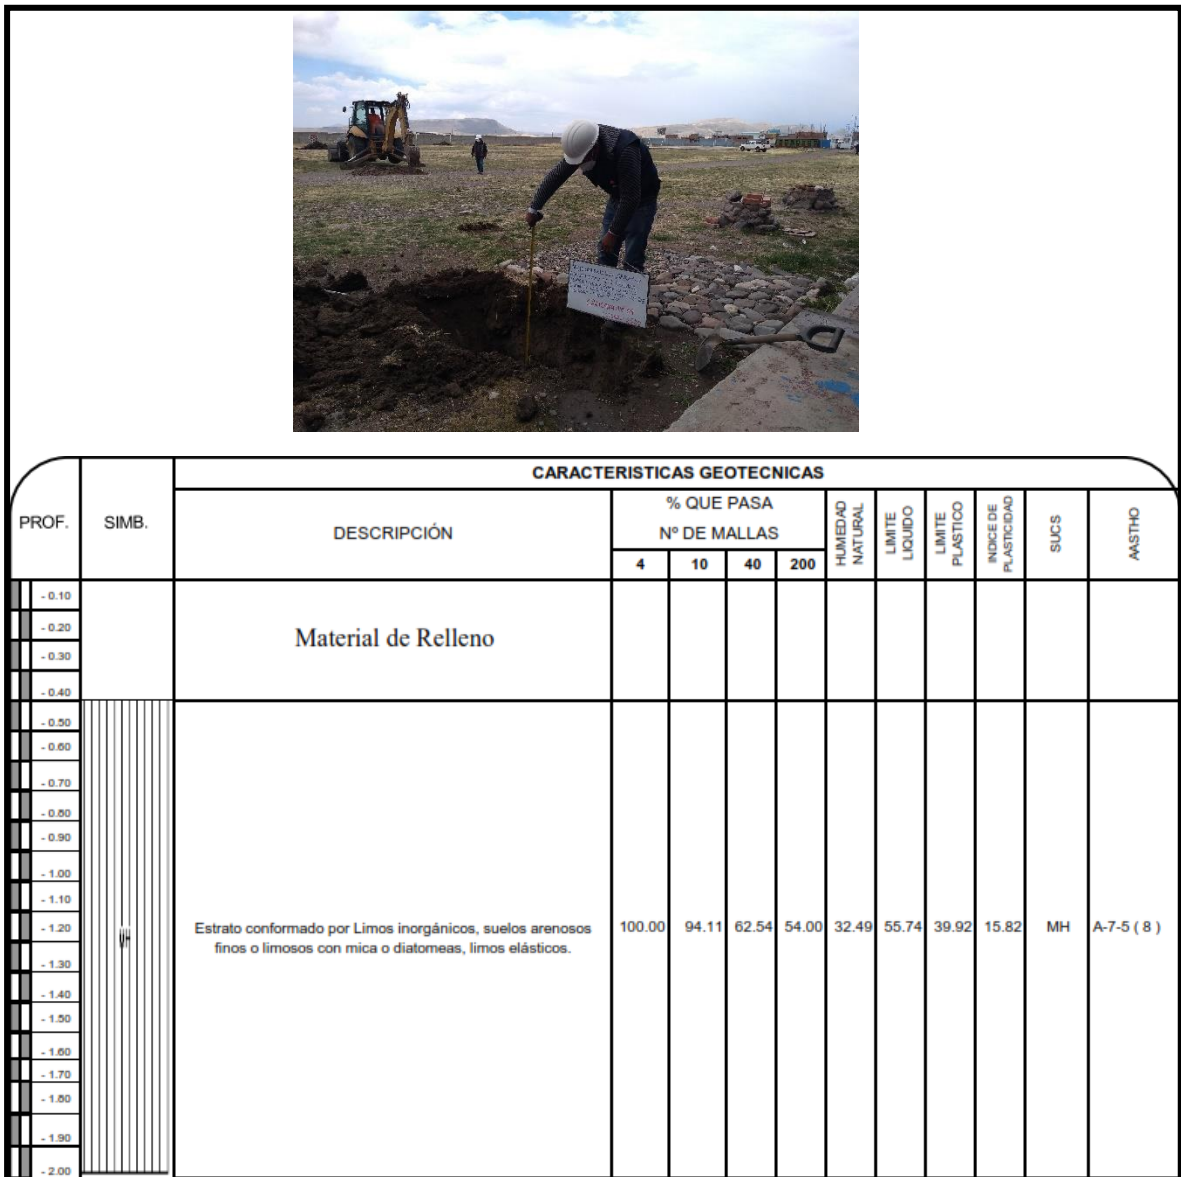 CARACTERISTICAS GEOTECNICAS
PROF.
SIMB.
DESCRIPCIÓN
% QUE PASA
Nº DE MALLAS
4 10 40 200
HUMEDAD
NATURAL
LIMITE
LIQUIDO
LIMITE
PLASTICO
INDICE DE
PLASTICIDAD
SUCS
AASTHO
- 0.10
- 0.20
- 0.30
- 0.40
Material de Relleno
- 0.50
- 0.60
- 0.70
- 0.80
- 0.90
- 1.00
- 1.10
- 1.20
- 1.30
- 1.40
- 1.50
- 1.60
- 1.70
- 1.80
- 1.90
- 2.00
MH
Estrato conformado por Limos inorgánicos, suelos arenosos
finos o limosos con mica o diatomeas, limos elásticos.
100.00 94.11 62.54 54.00 32.49 55.74 39.92 15.82 MH A-7-5 ( 8 )